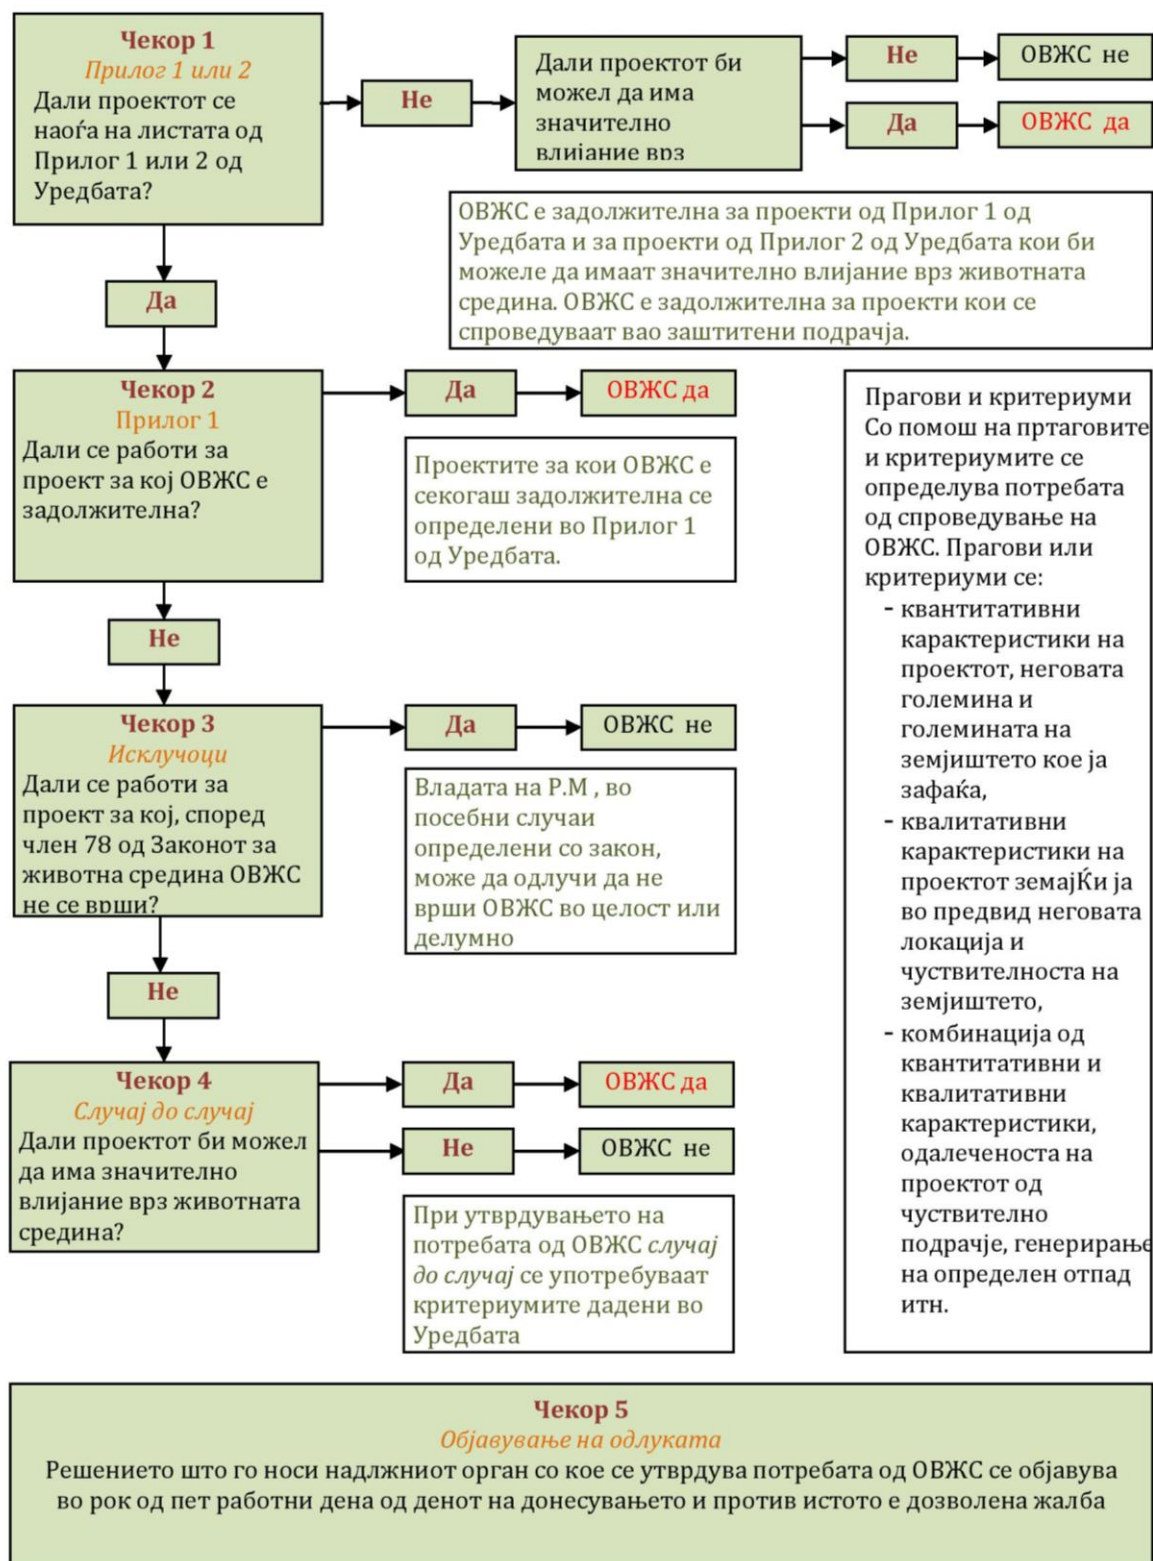 Чекор 1
Прилог 1 или 2
Дали проектот се
наоѓа на листата од
Прилог 1 или 2 од
Уредбата?
Не
Дали проектот би
можел да има
значително
влијание врз
Не
ОВЖС не
Да
ОВЖС да
ОВЖС е задолжителна за проекти од Прилог 1 од
Уредбата и за проекти од Прилог 2 од Уредбата кои би
можеле да имаат значително влијание врз животната
средина. ОВЖС е задолжителна за проекти кои се
спроведуваат вао заштитени подрачја.
Да
Чекор 2
Прилог 1
Дали се работи за
проект за кој ОВЖС е
задолжителна?
Да
ОВЖС да
Проектите за кои ОВЖС е
секогаш задолжителна се
определени во Прилог 1
од Уредбата.
Не
Чекор 3
Исклучоци
Дали се работи за
проект за кој, според
член 78 од Законот за
животна средина ОВЖС
не се врши?
Да
ОВЖС не
Владата на Р.М , во
посебни случаи
определени со закон,
може да одлучи да не
врши ОВЖС во целост или
делумно
Не
Чекор 4
Случај до случај
Дали проектот би можел
да има значително
влијание врз животната
средина?
Да
ОВЖС да
Не
ОВЖС не
При утврдувањето на
потребата од ОВЖС случај
до случај се употребуваат
критериумите дадени во
Уредбата
Прагови и критериуми
Со помош на пртаговите
и критериумите се
определува потребата
од спроведување на
ОВЖС. Прагови или
критериуми се:
- квантитативни
карактеристики на
проектот, неговата
големина и
големината на
земјиштето кое ја
зафаќа,
- квалитативни
карактеристики на
проектот земајЌи ја
во предвид неговата
локација и
чуствителноста на
земјиштето,
- комбинација од
квантитативни и
квалитативни
карактеристики,
одалеченоста на
проектот од
чуствително
подрачје, генерирање
на определен отпад
итн.
Чекор 5
Објавување на одлуката
Решението што го носи надлжниот орган со кое се утврдува потребата од ОВЖС се објавува
во рок од пет работни дена од денот на донесувањето и против истото е дозволена жалба